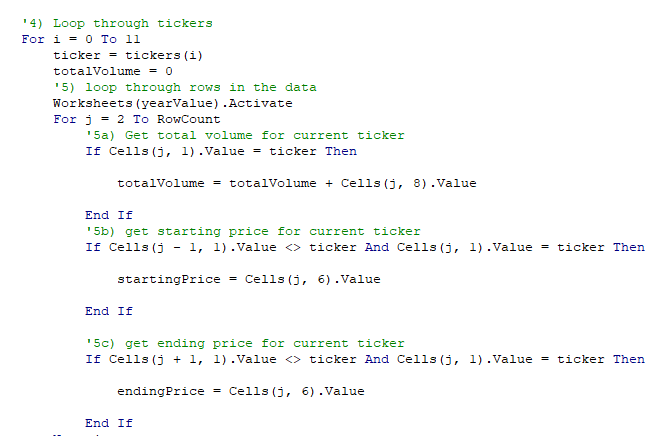 '4) Loop through tickers
For i = 0 To 11
ticker = tickers(i)
totalVolume = 0
'5) loop through rows in the data
Worksheets(yearValue).Activate
For j = 2 To RowCount
'5a) Get total volume for current ticker
If Cells(j, 1).Value = ticker Then
totalVolume = totalVolume + Cells(j, 8).Value
End If
'5b) get starting price for current ticker
If Cells(j - 1, 1).Value <> ticker And Cells(j, 1).Value = ticker Then
startingPrice = Cells(j, 6).Value
End If
'5c) get ending price for current ticker
If Cells(j + 1, 1).Value <> ticker And Cells(j, 1).Value = ticker Then
endingPrice = Cells(j, 6).Value
End If